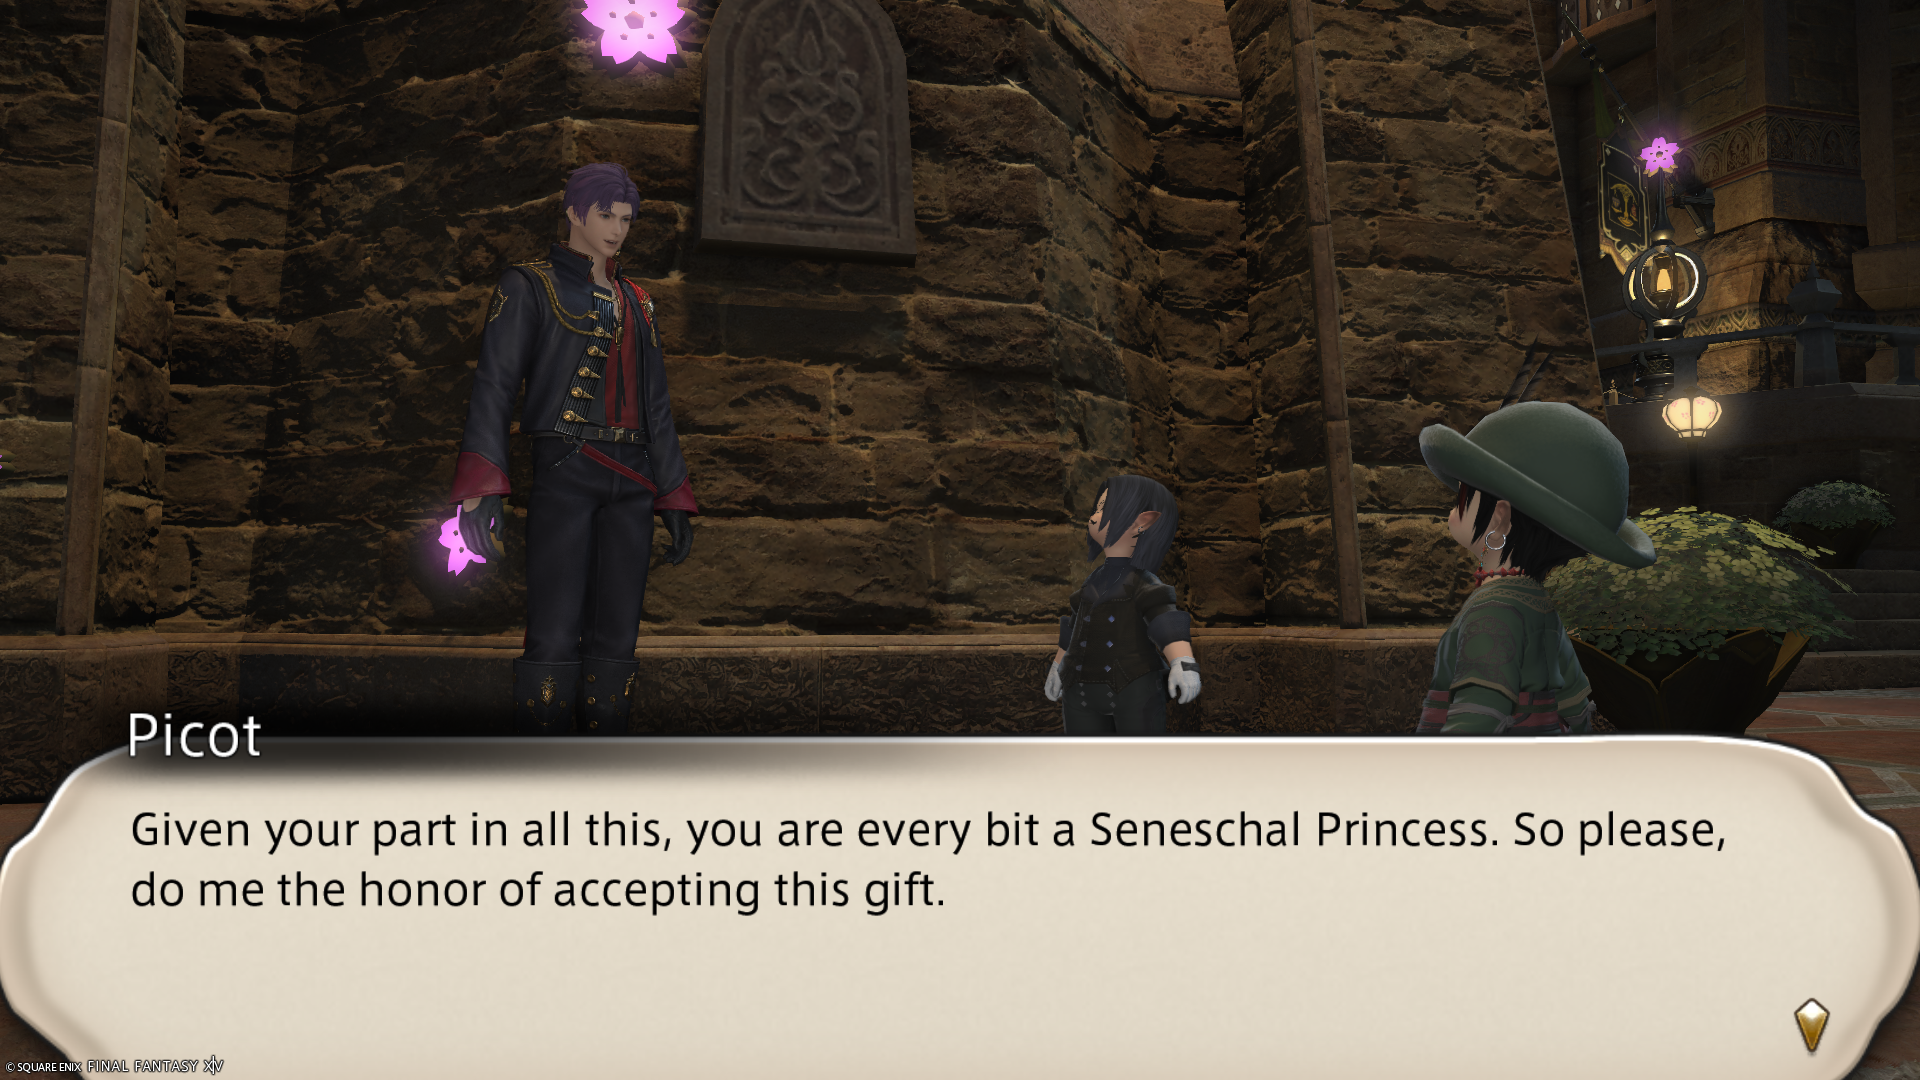 Picot
Given your part in all this, you are every bit a Seneschal Princess. So please,
do me the honor of accepting this gift.
© SQUARE ENIX FINAL FANTASY XIV